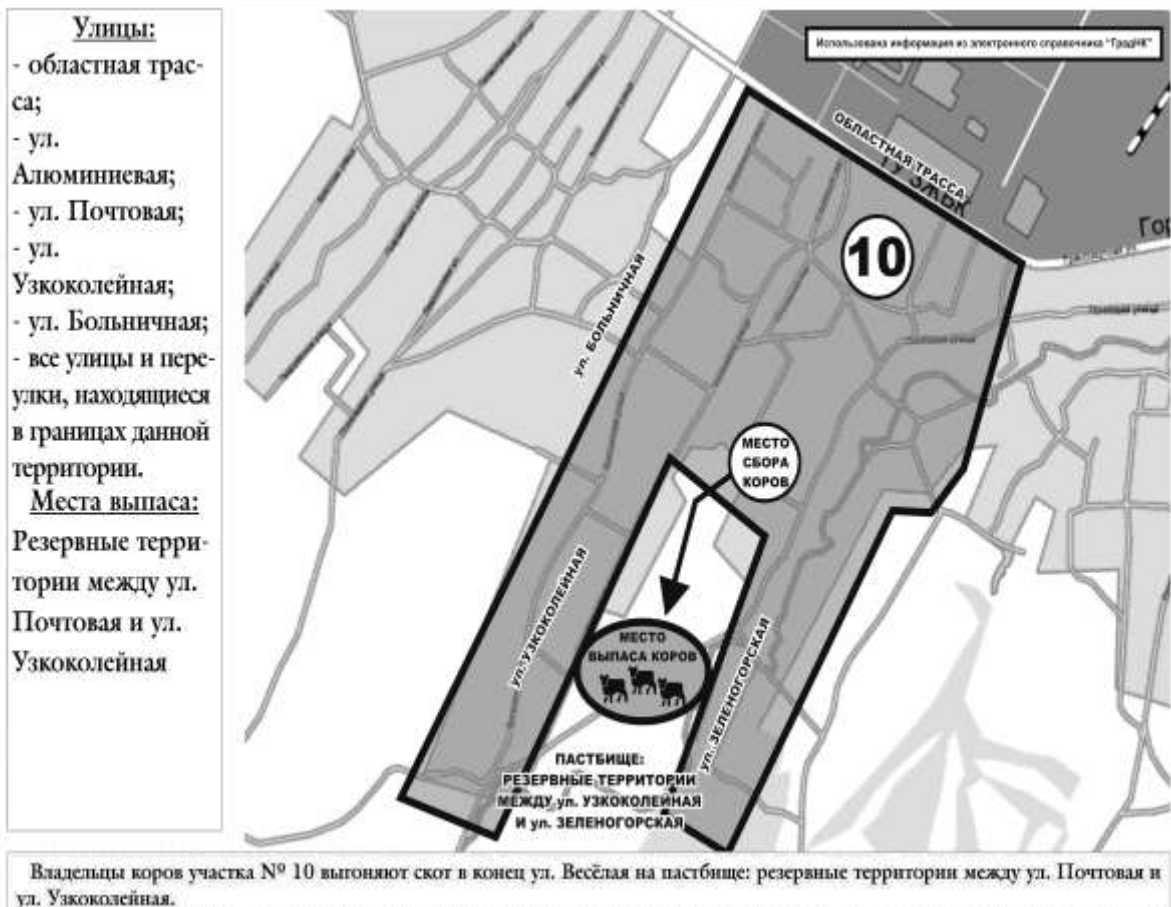 Улицы:
- областная трас-
са;
- ул.
Алюминиевая;
- ул. Почтовая;
- ул.
Узкоколейная;
- ул. Больничная;
- все улицы и пере-
улки, находящиеся
в границах данной
территории.
Места выпаса:
Резервные терри-
тории между ул.
Почтовая и ул.
Узкоколейная
Использована информация из электронного справочника "ГрадНК"
ОБЛАСТНАЯ ТРАССА
10
Гор
ул. БОЛЬНИЧНАЯ
МЕСТО
СБОРА
КОРОВ
ул. УЗКОКОЛЕЙНАЯ
МЕСТО
ВЫПАСА КОРОВ
ул. ЗЕЛЕНОГОРСКАЯ
ПАСТБИЩЕ:
РЕЗЕРВНЫЕ ТЕРРИТОРИИ
МЕЖДУ ул. УЗКОКОЛЕЙНАЯ
И ул. ЗЕЛЕНОГОРСКАЯ
Владельцы коров участка № 10 выгоняют скот в конец ул. Весёлая на пастбище: резервные территории между ул. Почтовая и
ул. Узкоколейная.